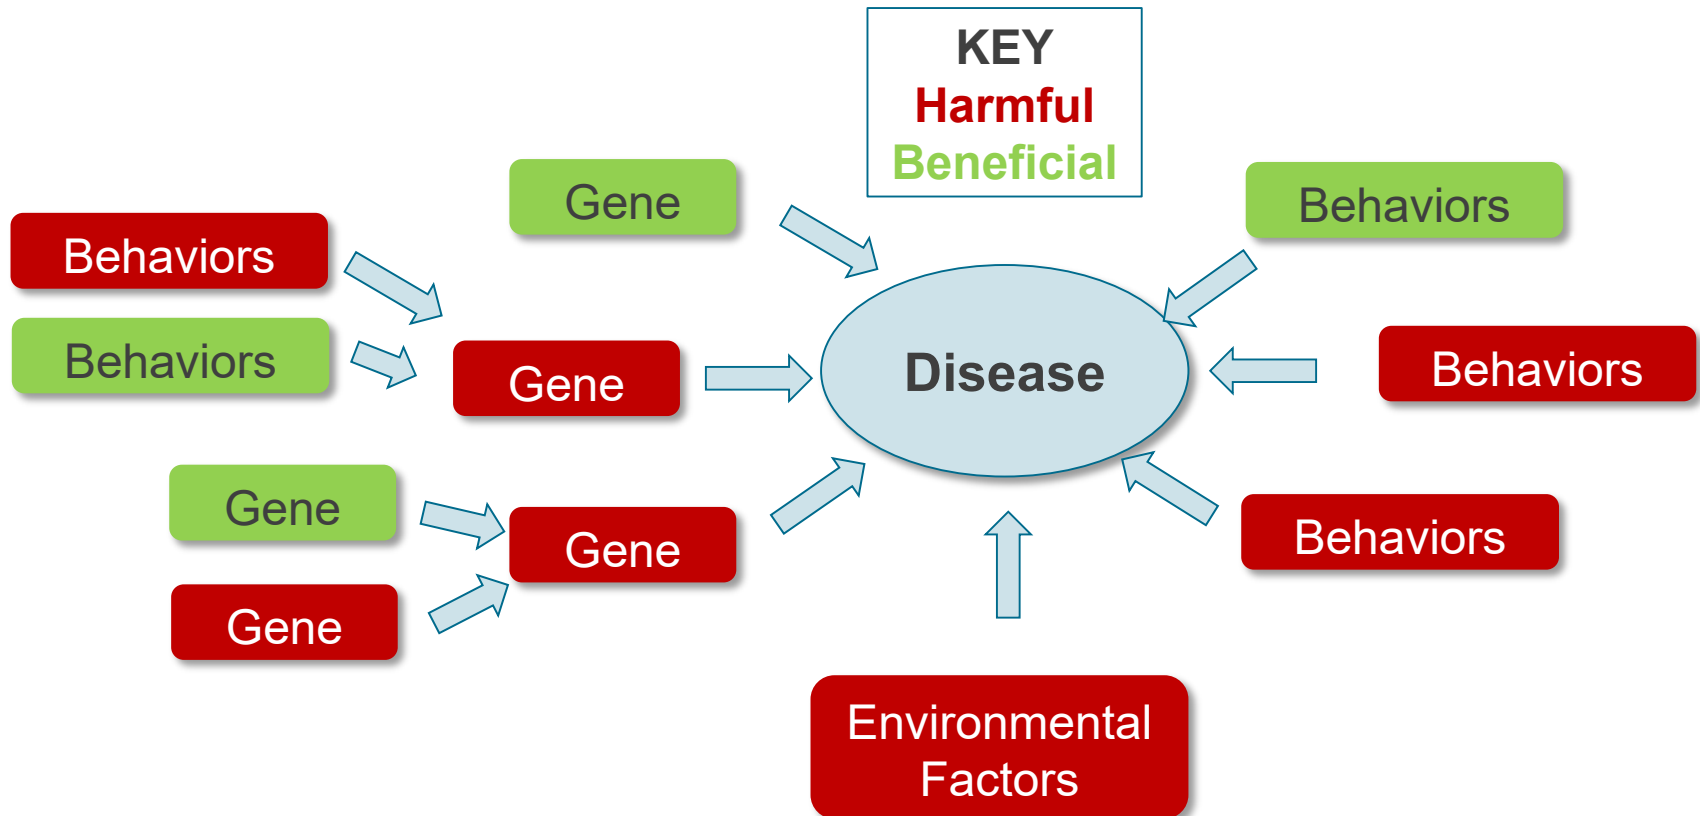 KEY
Harmful
Beneficial
Gene
Behaviors
Behaviors
Behaviors
Gene
Disease
Behaviors
Gene
Gene
Behaviors
Gene
Environmental
Factors